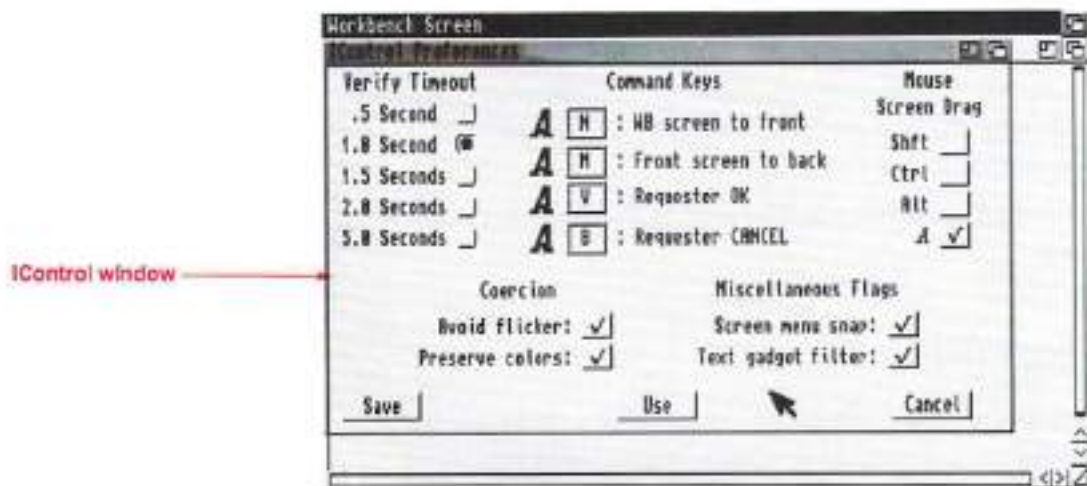 Workbench Screen
IControl Preferences
Verify Timeout
.5 Second
1.0 Second
1.5 Seconds
2.0 Seconds
5.0 Seconds
Command Keys
A N : WB screen to front
A M : Front screen to back
A V : Requester OK
A B : Requester CANCEL
Mouse
Screen Drag
Shft
Ctrl
Alt
A
Coercion
Avoid flicker:
Preserve colors:
Miscellaneous Flags
Screen menu snap:
Text gadget filter:
Save
Use
Cancel
IControl window